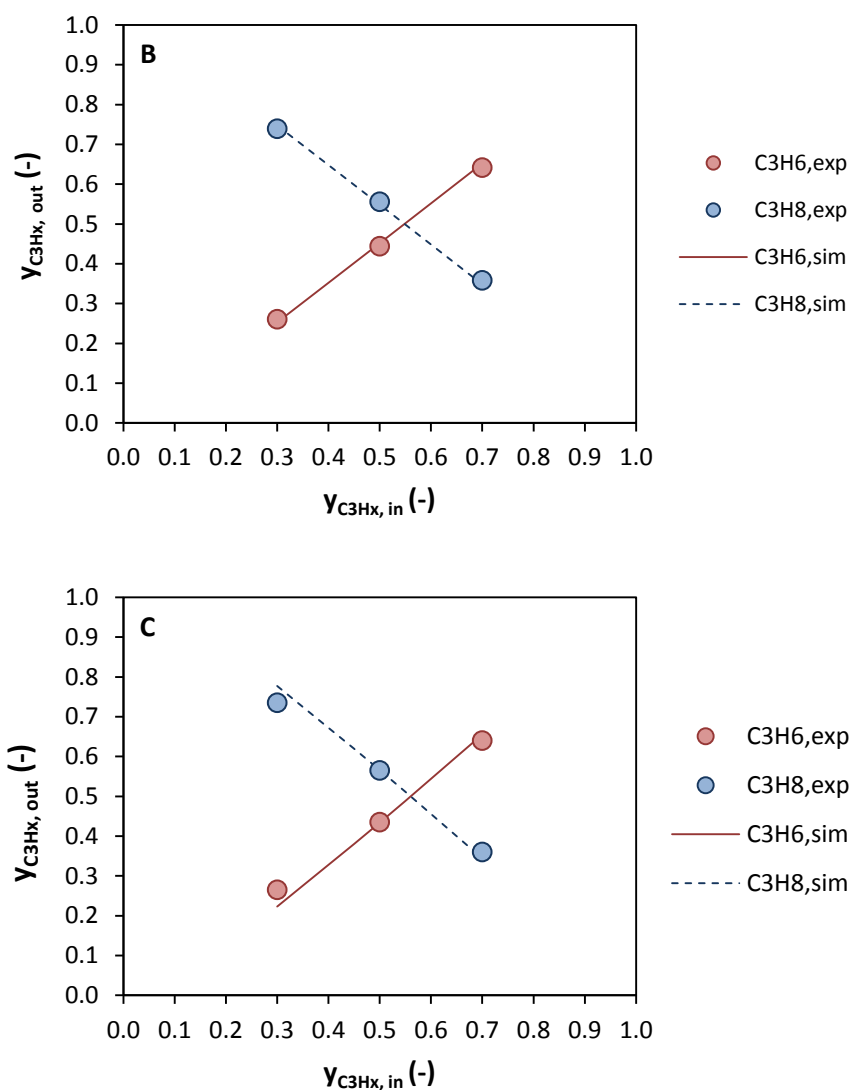 B
1.0
0.9
0.8
0.7
0.6
0.5
0.4
0.3
0.2
0.1
0.0
yC3Hx, out (-)
0.0 0.1 0.2 0.3 0.4 0.5 0.6 0.7 0.8 0.9 1.0
yC3Hx, in (-)
C3H6,exp
C3H8,exp
C3H6,sim
C3H8,sim
C
1.0
0.9
0.8
0.7
0.6
0.5
0.4
0.3
0.2
0.1
0.0
yC3Hx, out (-)
0.0 0.1 0.2 0.3 0.4 0.5 0.6 0.7 0.8 0.9 1.0
yC3Hx, in (-)
C3H6,exp
C3H8,exp
C3H6,sim
C3H8,sim